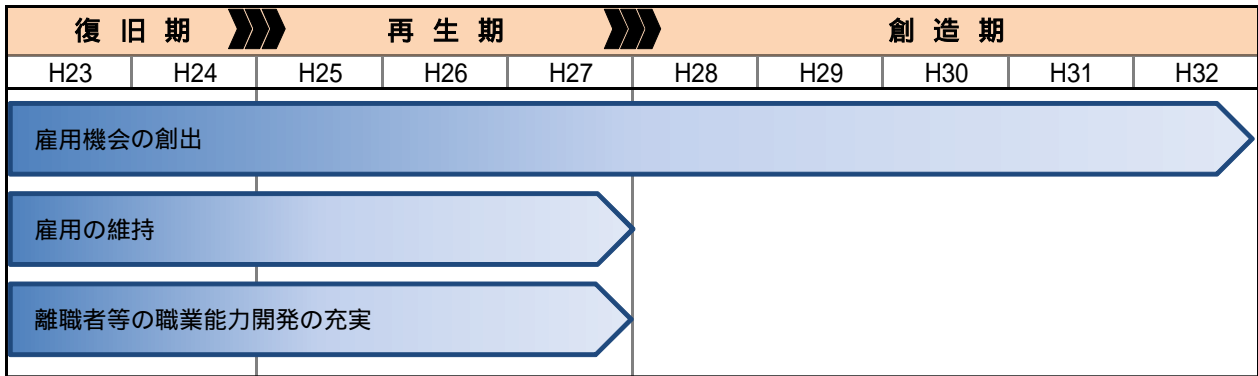 復旧期 再生期 創造期
H23 H24 H25 H26 H27 H28 H29 H30 H31 H32
雇用機会の創出
雇用の維持
離職者等の職業能力開発の充実